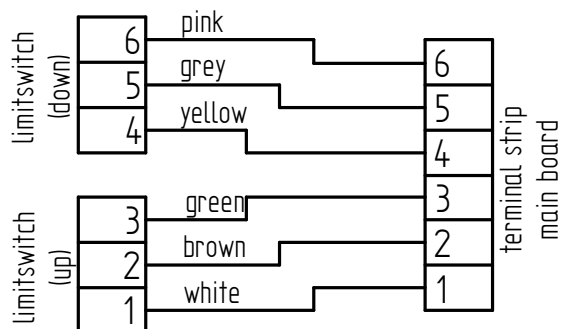 limitswitch
(down)
6
5
4
pink
grey
yellow
limitswitch
(up)
3
2
1
green
brown
white
6
5
4
3
2
1
terminal strip
main board